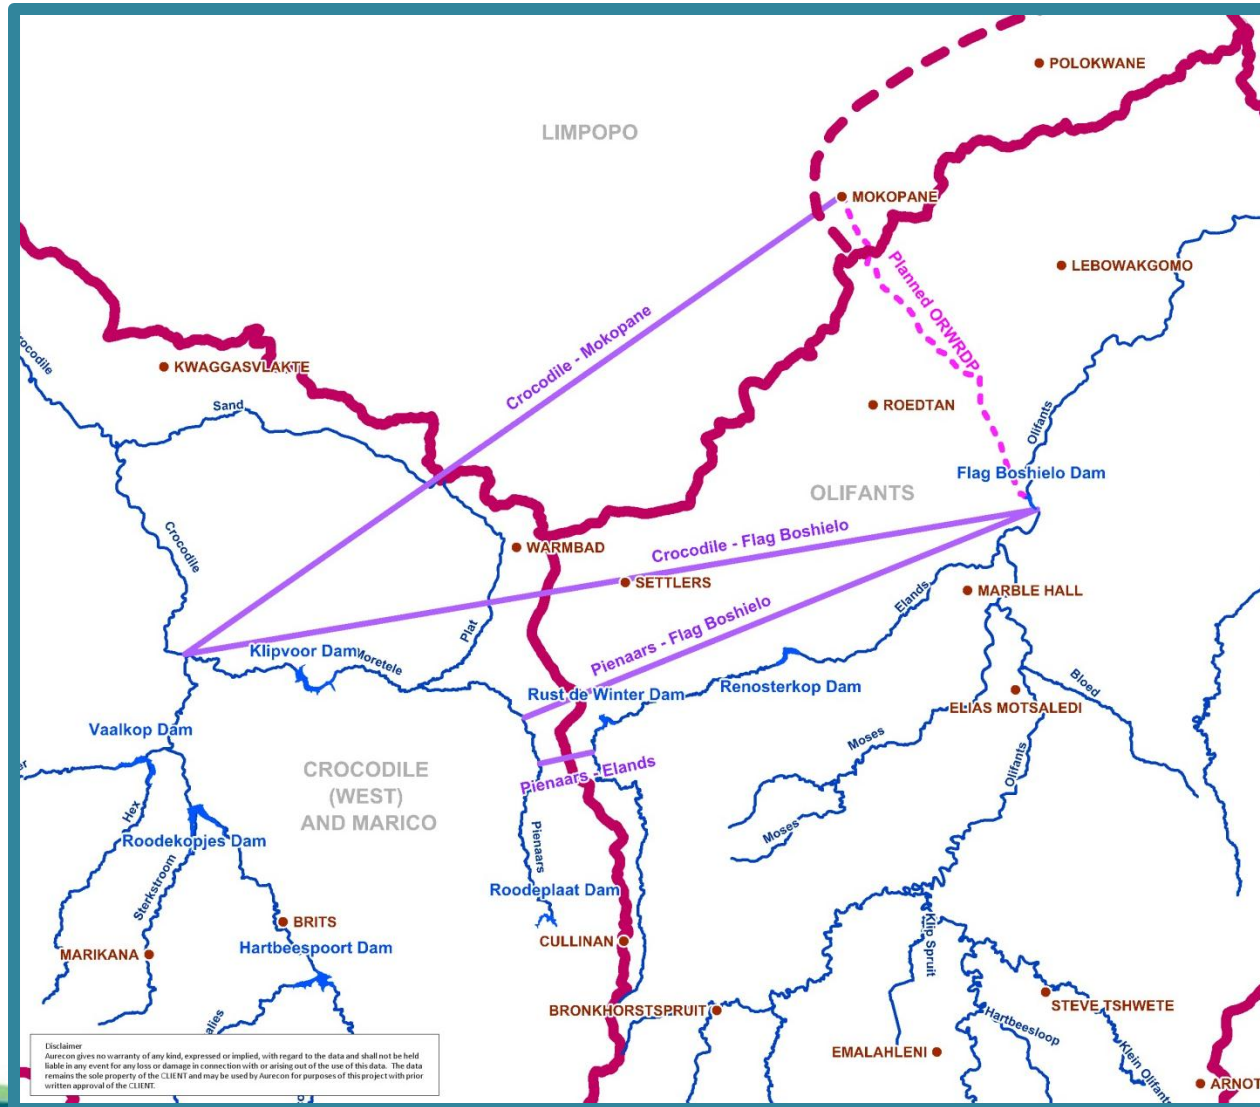 POLOKWANE
LIMPOPO
MOKOPANE
LEBOWAKGOMO
Planned ORWRDP
Crocodile - Mokopane
KWAGGASVLAKTE
Sand
ROEDTAN
Olifants
Flag Boshielo Dam
OLIFANTS
Crocodile
WARMBAD
Crocodile - Flag Boshielo
SETTLERS
MARBLE HALL
Elands
Pienaars - Flag Boshielo
Plat
Klipvoor Dam
Moretele
Rust de Winter Dam
Renosterkop Dam
Bloed
ELIAS MOTSALEDI
Vaalkop Dam
Moses
Olifants
CROCODILE
(WEST)
AND MARICO
Pienaars - Elands
Hex
Moses
Roodekopjes Dam
Pienaars
Sterkstroom
Roodeplaat Dam
BRITS
Klip Spruit
MARIKANA
Hartbeespoort Dam
CULLINAN
BRONKHORSTSPRUIT
STEVE TSHWETE
Hartbeesloop
EMALAHLENI
Klein Olifants
ARNOT
Disclaimer
Aurecon gives no warranty of any kind, expressed or implied, with regard to the data and shall not be held
liable in any event for any loss or damage in connection with or arising out of the use of this data. The data
remains the sole property of the CLIENT and may be used by Aurecon for purposes of this project with prior
written approval of the CLIENT.